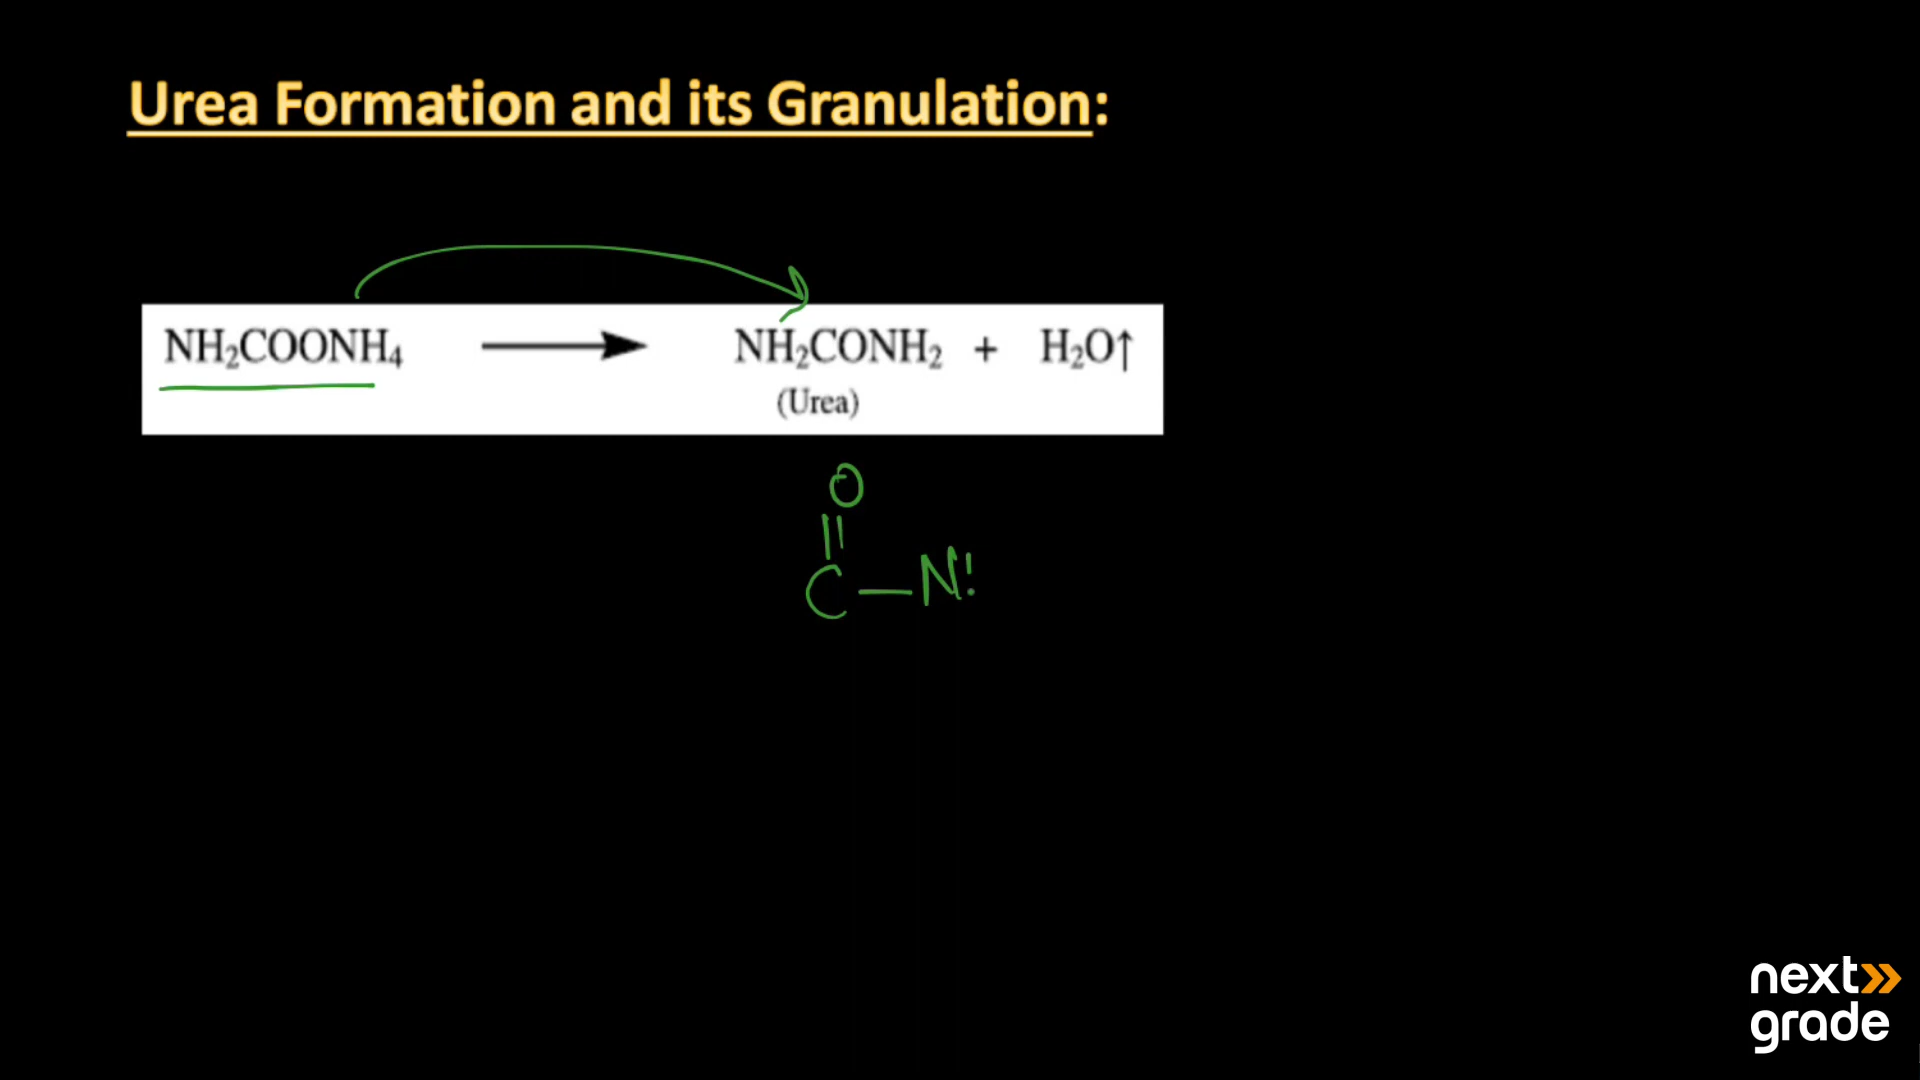 Urea Formation and its Granulation:
NH₂COONH₄ ⟶ NH₂CONH₂ + H₂O↑
(Urea)
O
||
C — N
next
grade